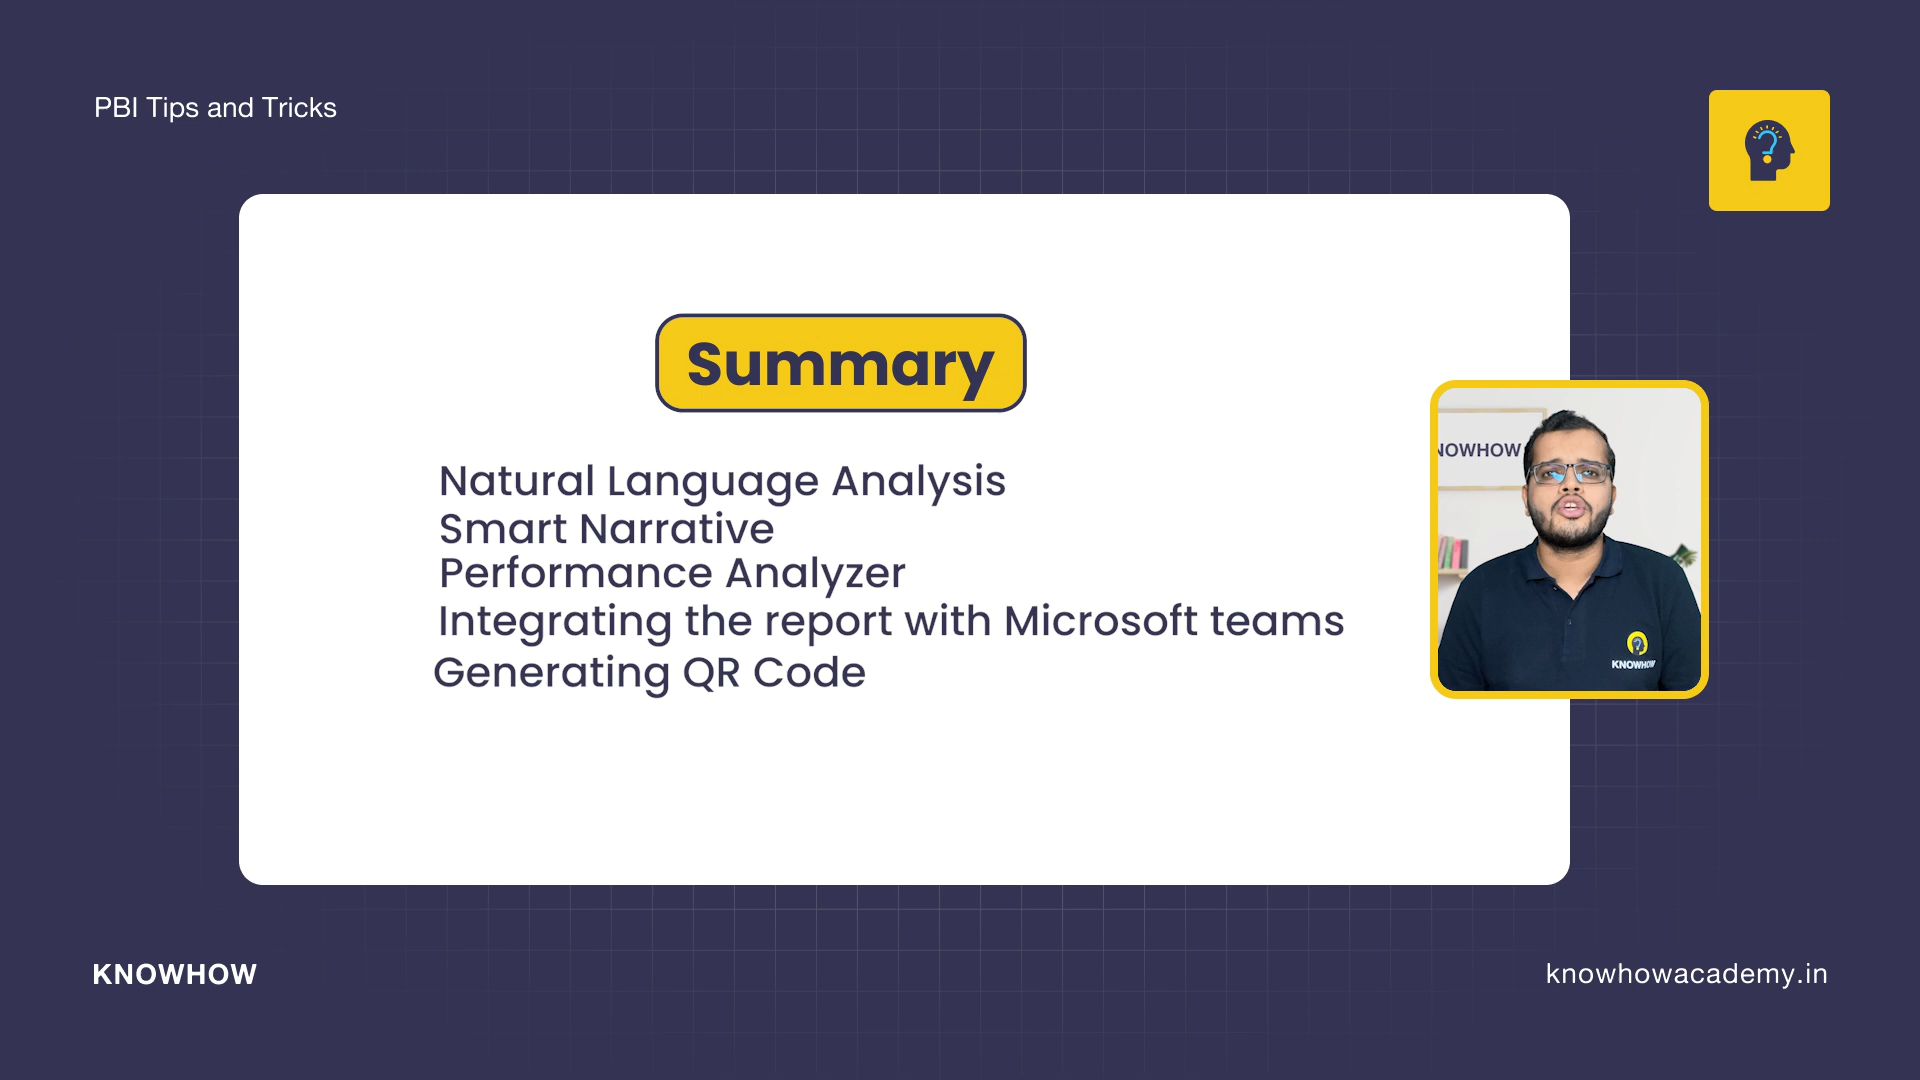 PBI Tips and Tricks
Summary
Natural Language Analysis
Smart Narrative
Performance Analyzer
Integrating the report with Microsoft teams
Generating QR Code
NOWHOW
KNOWHOW
KNOWHOW
knowhowacademy.in